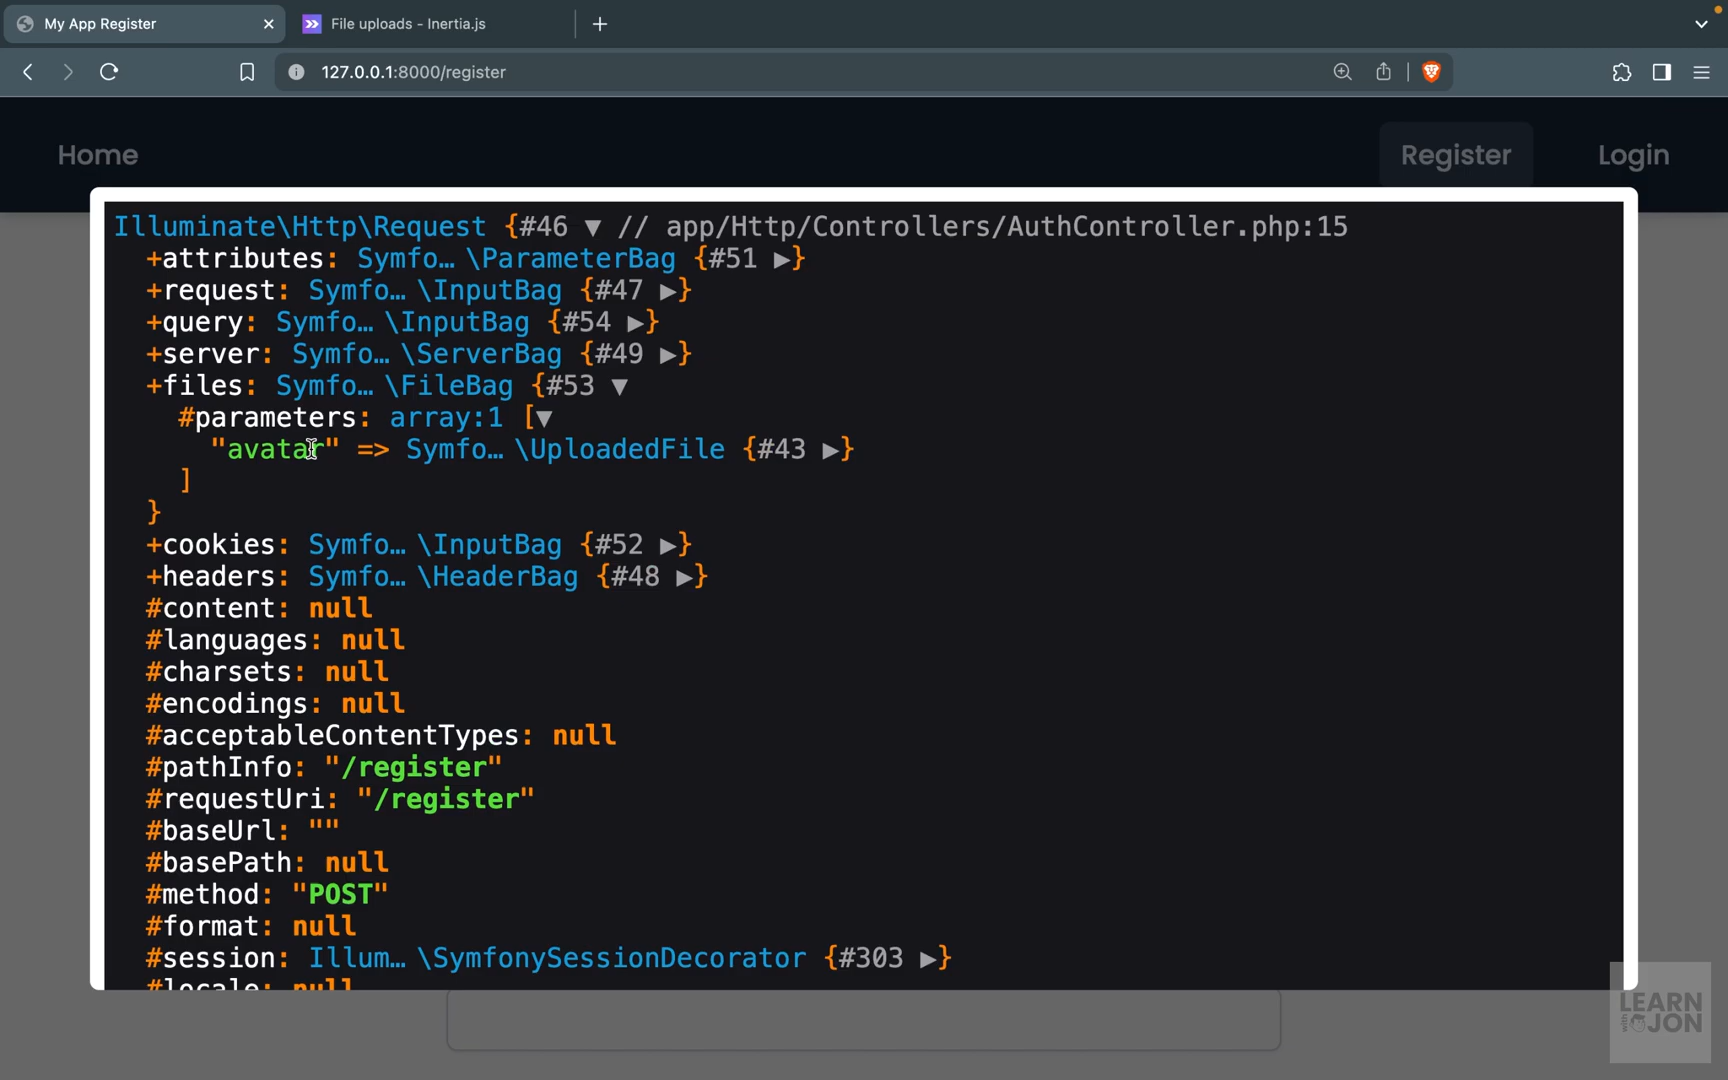 My App Register
File uploads - Inertia.js
127.0.0.1:8000/register
Home
Register
Login
Illuminate\Http\Request {#46 ▼ // app/Http/Controllers/AuthController.php:15
+attributes: Symfo… \ParameterBag {#51 ▶}
+request: Symfo… \InputBag {#47 ▶}
+query: Symfo… \InputBag {#54 ▶}
+server: Symfo… \ServerBag {#49 ▶}
+files: Symfo… \FileBag {#53 ▼
#parameters: array:1 [▼
"avatar" => Symfo… \UploadedFile {#43 ▶}
]
}
+cookies: Symfo… \InputBag {#52 ▶}
+headers: Symfo… \HeaderBag {#48 ▶}
#content: null
#languages: null
#charsets: null
#encodings: null
#acceptableContentTypes: null
#pathInfo: "/register"
#requestUri: "/register"
#baseUrl: ""
#basePath: null
#method: "POST"
#format: null
#session: Illum… \SymfonySessionDecorator {#303 ▶}
#locale: null
LEARN
with JON